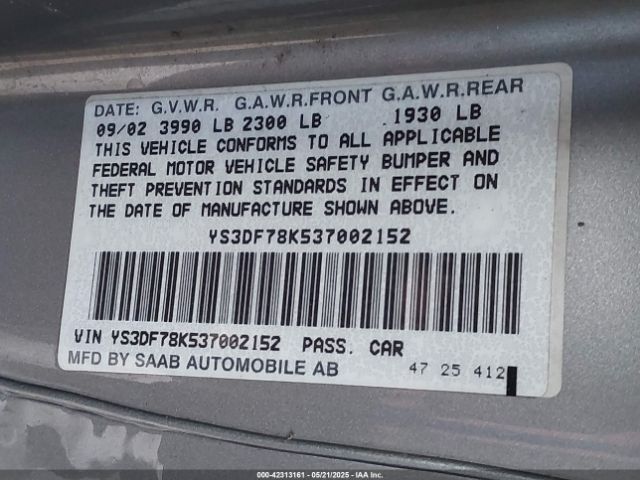 DATE: G.V.W.R. G.A.W.R.FRONT G.A.W.R.REAR
09/02 3990 LB 2300 LB 1930 LB
THIS VEHICLE CONFORMS TO ALL APPLICABLE
FEDERAL MOTOR VEHICLE SAFETY BUMPER AND
THEFT PREVENTION STANDARDS IN EFFECT ON
THE DATE OF MANUFACTURE SHOWN ABOVE.
YS3DF78K537002152
VIN YS3DF78K537002152 PASS. CAR
MFD BY SAAB AUTOMOBILE AB 47 25 412
000-42313161 - 05/21/2025 - IAA Inc.